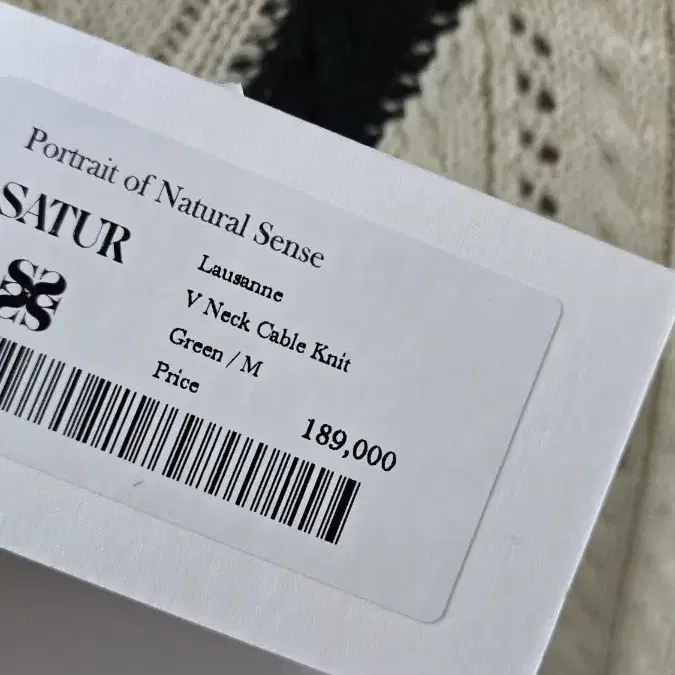 Portrait of Natural Sense
SATUR
Lausanne
V Neck Cable Knit
Green / M
Price
189,000